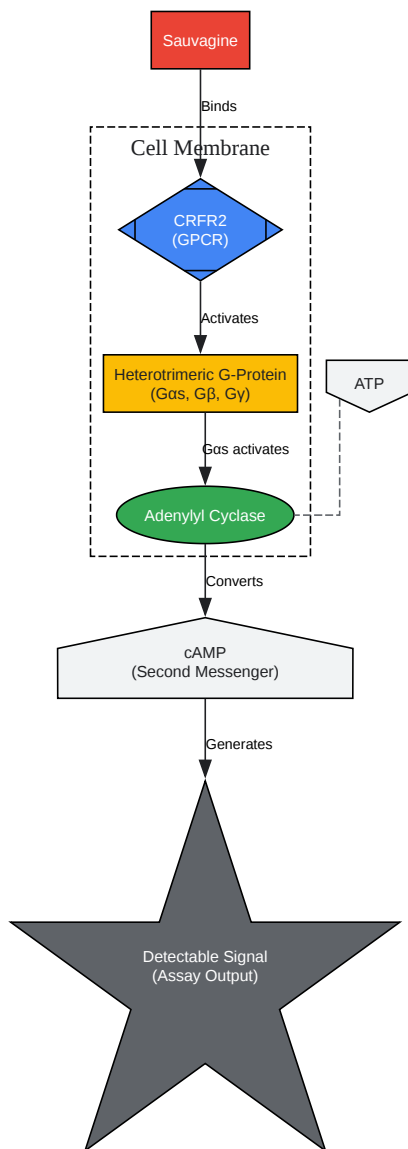 Sauvagine
Binds
Cell Membrane
CRFR2
(GPCR)
Activates
Heterotrimeric G-Protein
(Gαs, Gβ, Gγ)
ATP
Gαs activates
Adenylyl Cyclase
Converts
cAMP
(Second Messenger)
Generates
Detectable Signal
(Assay Output)